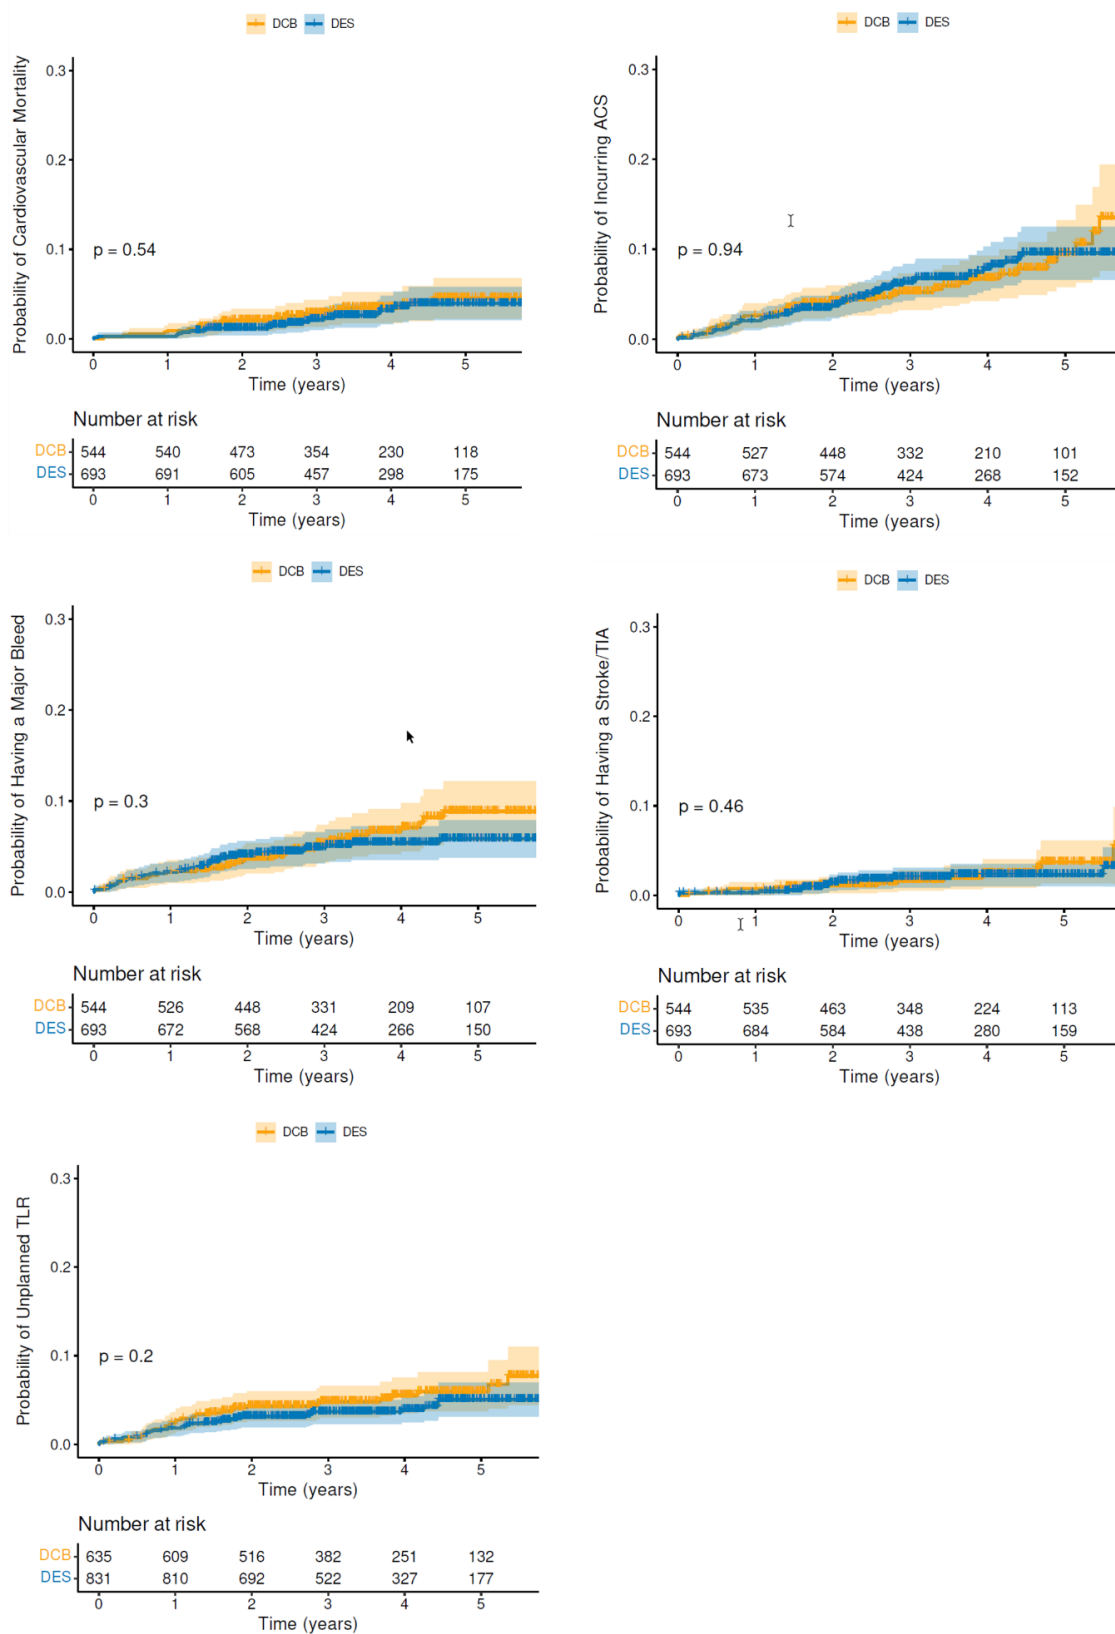 DCB DES
Probability of Cardiovascular Mortality
0.3
0.2
0.1
0.0
p = 0.54
0 1 2 3 4 5
Time (years)
Number at risk
DCB 544 540 473 354 230 118
DES 693 691 605 457 298 175
0 1 2 3 4 5
Time (years)
DCB DES
Probability of Incurring ACS
0.3
0.2
0.1
0.0
p = 0.94
0 1 2 3 4 5
Time (years)
Number at risk
DCB 544 527 448 332 210 101
DES 693 673 574 424 268 152
0 1 2 3 4 5
Time (years)
DCB DES
Probability of Having a Major Bleed
0.3
0.2
0.1
0.0
p = 0.3
0 1 2 3 4 5
Time (years)
Number at risk
DCB 544 526 448 331 209 107
DES 693 672 568 424 266 150
0 1 2 3 4 5
Time (years)
DCB DES
Probability of Having a Stroke/TIA
0.3
0.2
0.1
0.0
p = 0.46
0 1 2 3 4 5
Time (years)
Number at risk
DCB 544 535 463 348 224 113
DES 693 684 584 438 280 159
0 1 2 3 4 5
Time (years)
DCB DES
Probability of Unplanned TLR
0.3
0.2
0.1
0.0
p = 0.2
0 1 2 3 4 5
Time (years)
Number at risk
DCB 635 609 516 382 251 132
DES 831 810 692 522 327 177
0 1 2 3 4 5
Time (years)